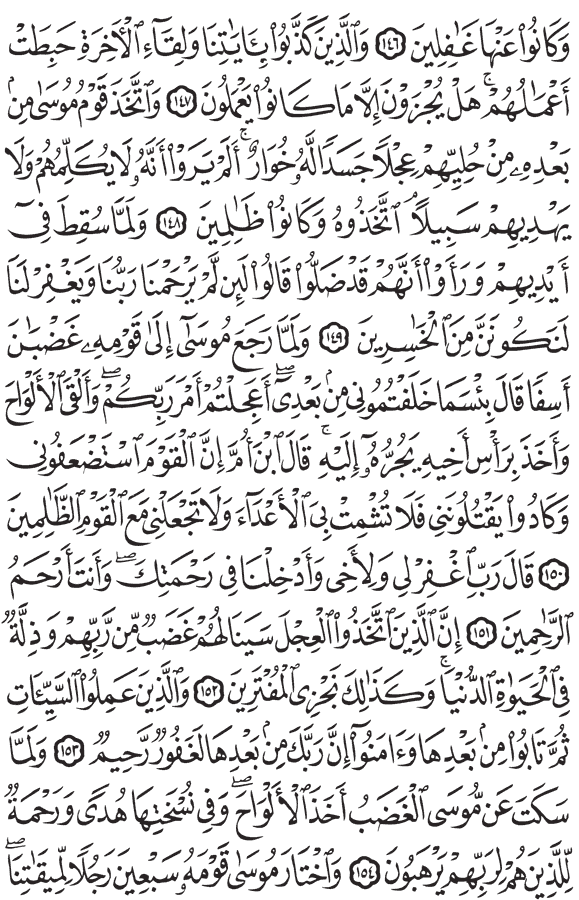 وَكَانُوا۟ عَنْهَا غَـٰفِلِينَ ١٤٦ وَٱلَّذِينَ كَذَّبُوا۟ بِـَٔايَـٰتِنَا وَلِقَآءِ ٱلْـَٔاخِرَةِ حَبِطَتْ
أَعْمَـٰلُهُمْ ۚ هَلْ يُجْزَوْنَ إِلَّا مَا كَانُوا۟ يَعْمَلُونَ ١٤٧ وَٱتَّخَذَ قَوْمُ مُوسَىٰ مِنۢ
بَعْدِهِۦ مِنْ حُلِيِّهِمْ عِجْلًا جَسَدًا لَّهُۥ خُوَارٌ ۚ أَلَمْ يَرَوْا۟ أَنَّهُۥ لَا يُكَلِّمُهُمْ وَلَا
يَهْدِيهِمْ سَبِيلًا ۘ ٱتَّخَذُوهُ وَكَانُوا۟ ظَـٰلِمِينَ ١٤٨ وَلَمَّا سُقِطَ فِىٓ
أَيْدِيهِمْ وَرَأَوْا۟ أَنَّهُمْ قَدْ ضَلُّوا۟ قَالُوا۟ لَئِن لَّمْ يَرْحَمْنَا رَبُّنَا وَيَغْفِرْ لَنَا
لَنَكُونَنَّ مِنَ ٱلْخَـٰسِرِينَ ١٤٩ وَلَمَّا رَجَعَ مُوسَىٰٓ إِلَىٰ قَوْمِهِۦ غَضْبَـٰنَ
أَسِفًا قَالَ بِئْسَمَا خَلَفْتُمُونِى مِنۢ بَعْدِىٓ ۖ أَعَجِلْتُمْ أَمْرَ رَبِّكُمْ ۖ وَأَلْقَى ٱلْأَلْوَاحَ
وَأَخَذَ بِرَأْسِ أَخِيهِ يَجُرُّهُۥٓ إِلَيْهِ ۚ قَالَ ٱبْنَ أُمَّ إِنَّ ٱلْقَوْمَ ٱسْتَضْعَفُونِى
وَكَادُوا۟ يَقْتُلُونَنِى فَلَا تُشْمِتْ بِىَ ٱلْأَعْدَآءَ وَلَا تَجْعَلْنِى مَعَ ٱلْقَوْمِ ٱلظَّـٰلِمِينَ
١٥٠ قَالَ رَبِّ ٱغْفِرْ لِى وَلِأَخِى وَأَدْخِلْنَا فِى رَحْمَتِكَ ۖ وَأَنتَ أَرْحَمُ
ٱلرَّٰحِمِينَ ١٥١ إِنَّ ٱلَّذِينَ ٱتَّخَذُوا۟ ٱلْعِجْلَ سَيَنَالُهُمْ غَضَبٌ مِّن رَّبِّهِمْ وَذِلَّةٌ
فِى ٱلْحَيَوٰةِ ٱلدُّنْيَا ۚ وَكَذَٰلِكَ نَجْزِى ٱلْمُفْتَرِينَ ١٥٢ وَٱلَّذِينَ عَمِلُوا۟ ٱلسَّيِّـَٔاتِ
ثُمَّ تَابُوا۟ مِنۢ بَعْدِهَا وَءَامَنُوٓا۟ إِنَّ رَبَّكَ مِنۢ بَعْدِهَا لَغَفُورٌ رَّحِيمٌ ١٥٣ وَلَمَّا
سَكَتَ عَن مُّوسَى ٱلْغَضَبُ أَخَذَ ٱلْأَلْوَاحَ ۖ وَفِى نُسْخَتِهَا هُدًى وَرَحْمَةٌ
لِّلَّذِينَ هُمْ لِرَبِّهِمْ يَرْهَبُونَ ١٥٤ وَٱخْتَارَ مُوسَىٰ قَوْمَهُۥ سَبْعِينَ رَجُلًا لِّمِيقَـٰتِنَا ۖ